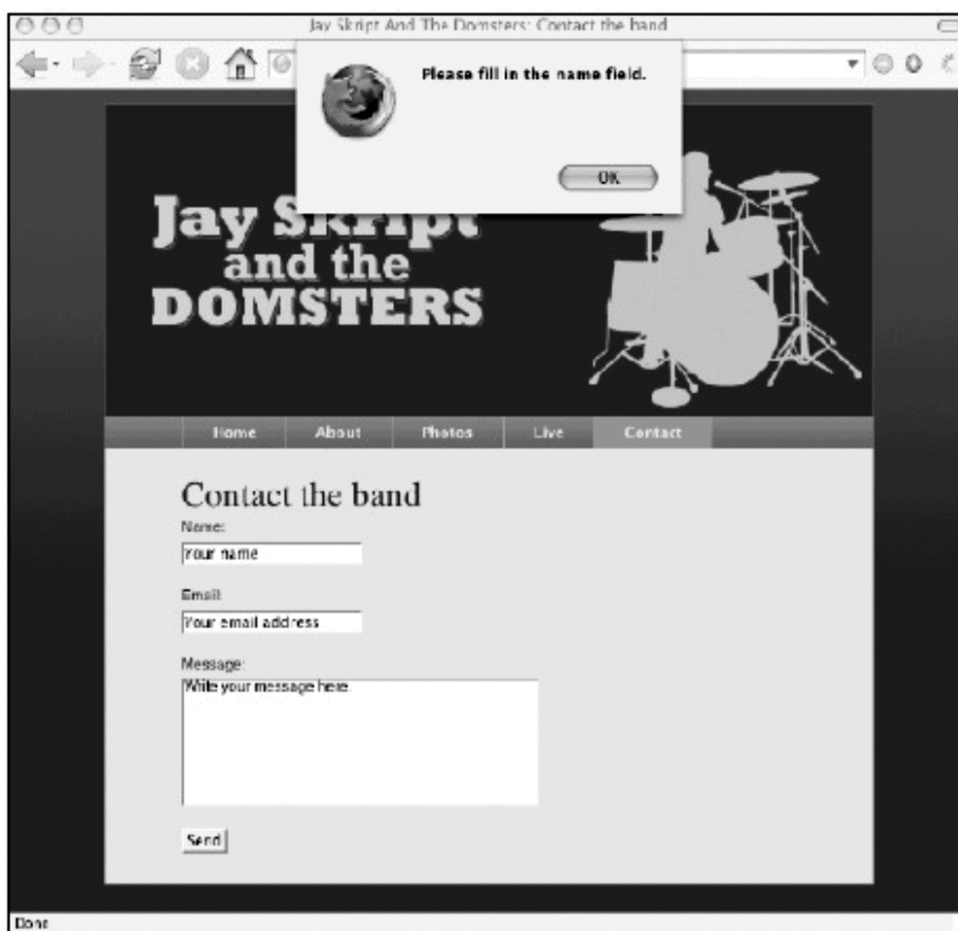 Jay Skript And The Domsters: Contact the band
Please fill in the name field.
OK
Jay Skript
and the
DOMSTERS
Home About Photos Live Contact
Contact the band
Name:
Your name
Email:
Your email address
Message:
Write your message here.
Send
Done